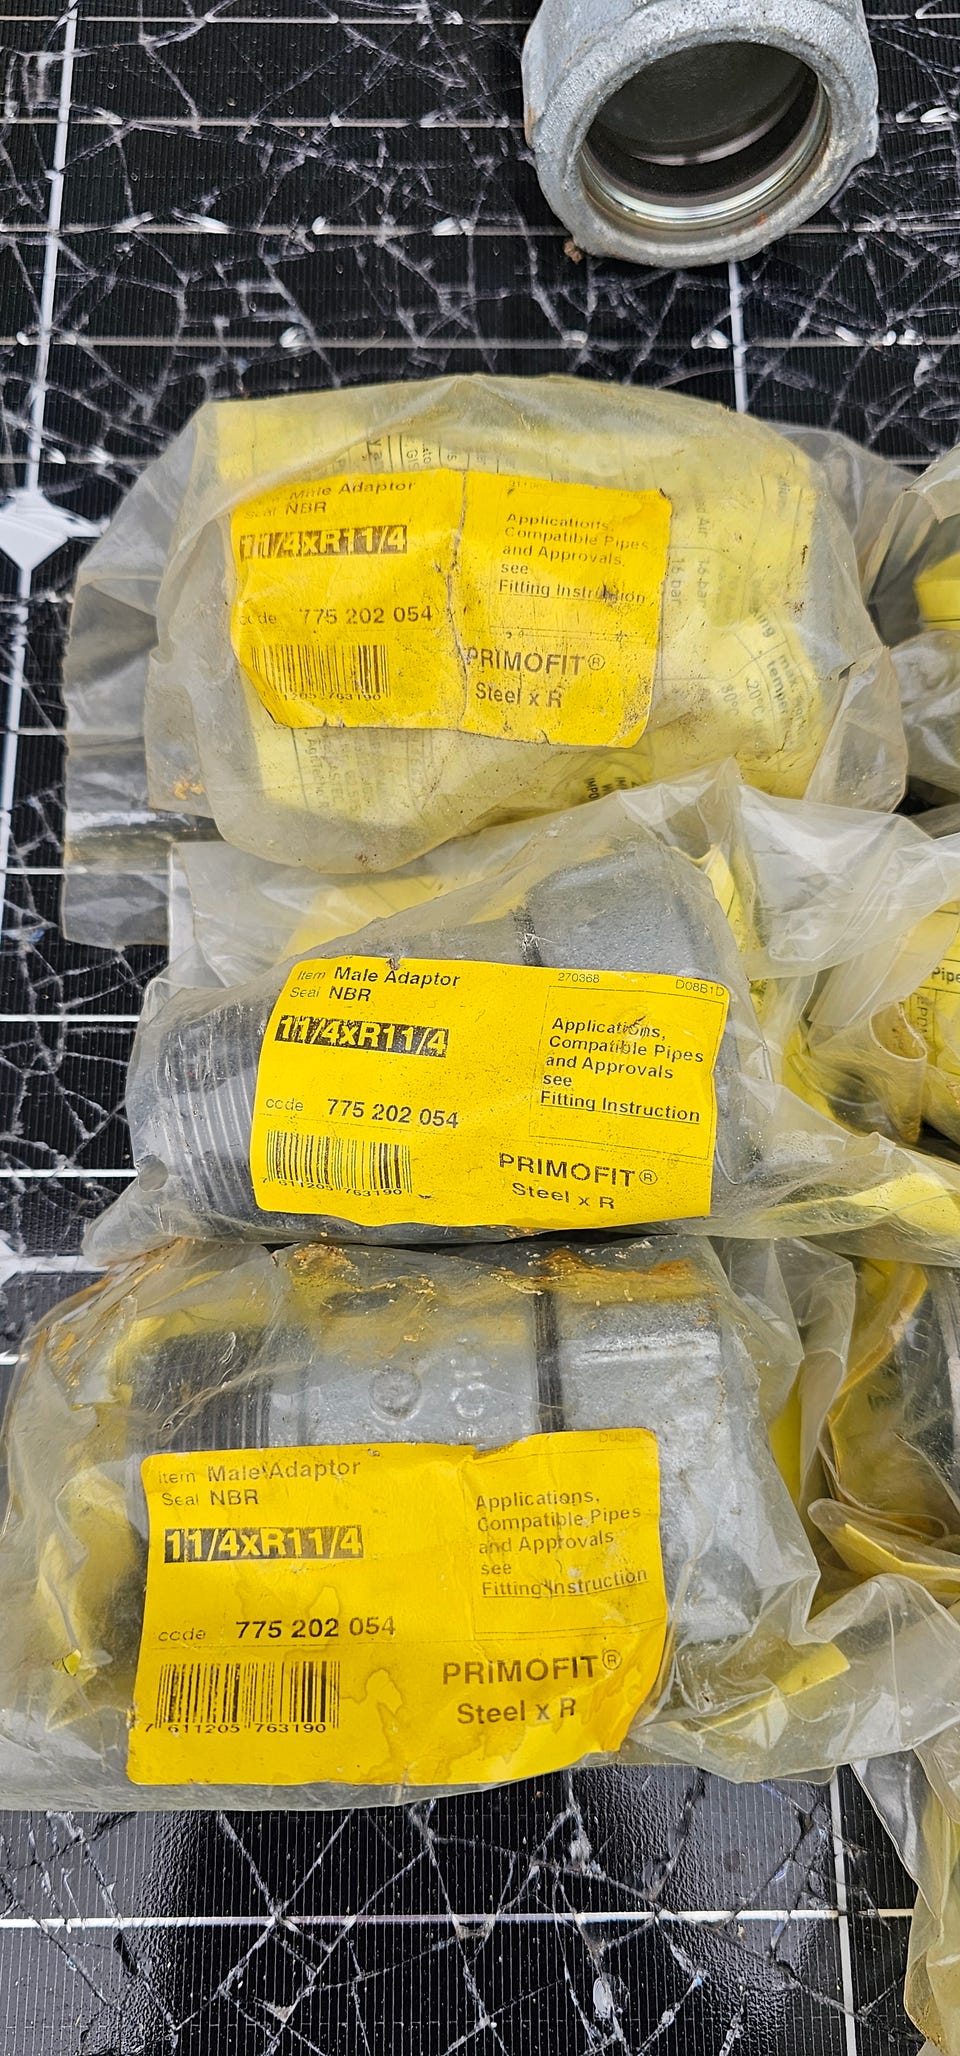 Male Adaptor
Seal NBR
11/4xR11/4
code 775 202 054
763190
Applications,
Compatible Pipes
and Approvals,
see
Fitting Instruction
PRIMOFIT®
Steel x R
16 bar
Item Male Adaptor
Seal NBR
11/4xR11/4
code 775 202 054
7 611205 763190
270368 D08B1D
Applications,
Compatible Pipes
and Approvals
see
Fitting Instruction
PRIMOFIT®
Steel x R
Item Male Adaptor
Seal NBR
11/4xR11/4
code 775 202 054
7 611205 763190
Applications,
Compatible Pipes
and Approvals
see
Fitting Instruction
PRIMOFIT®
Steel x R